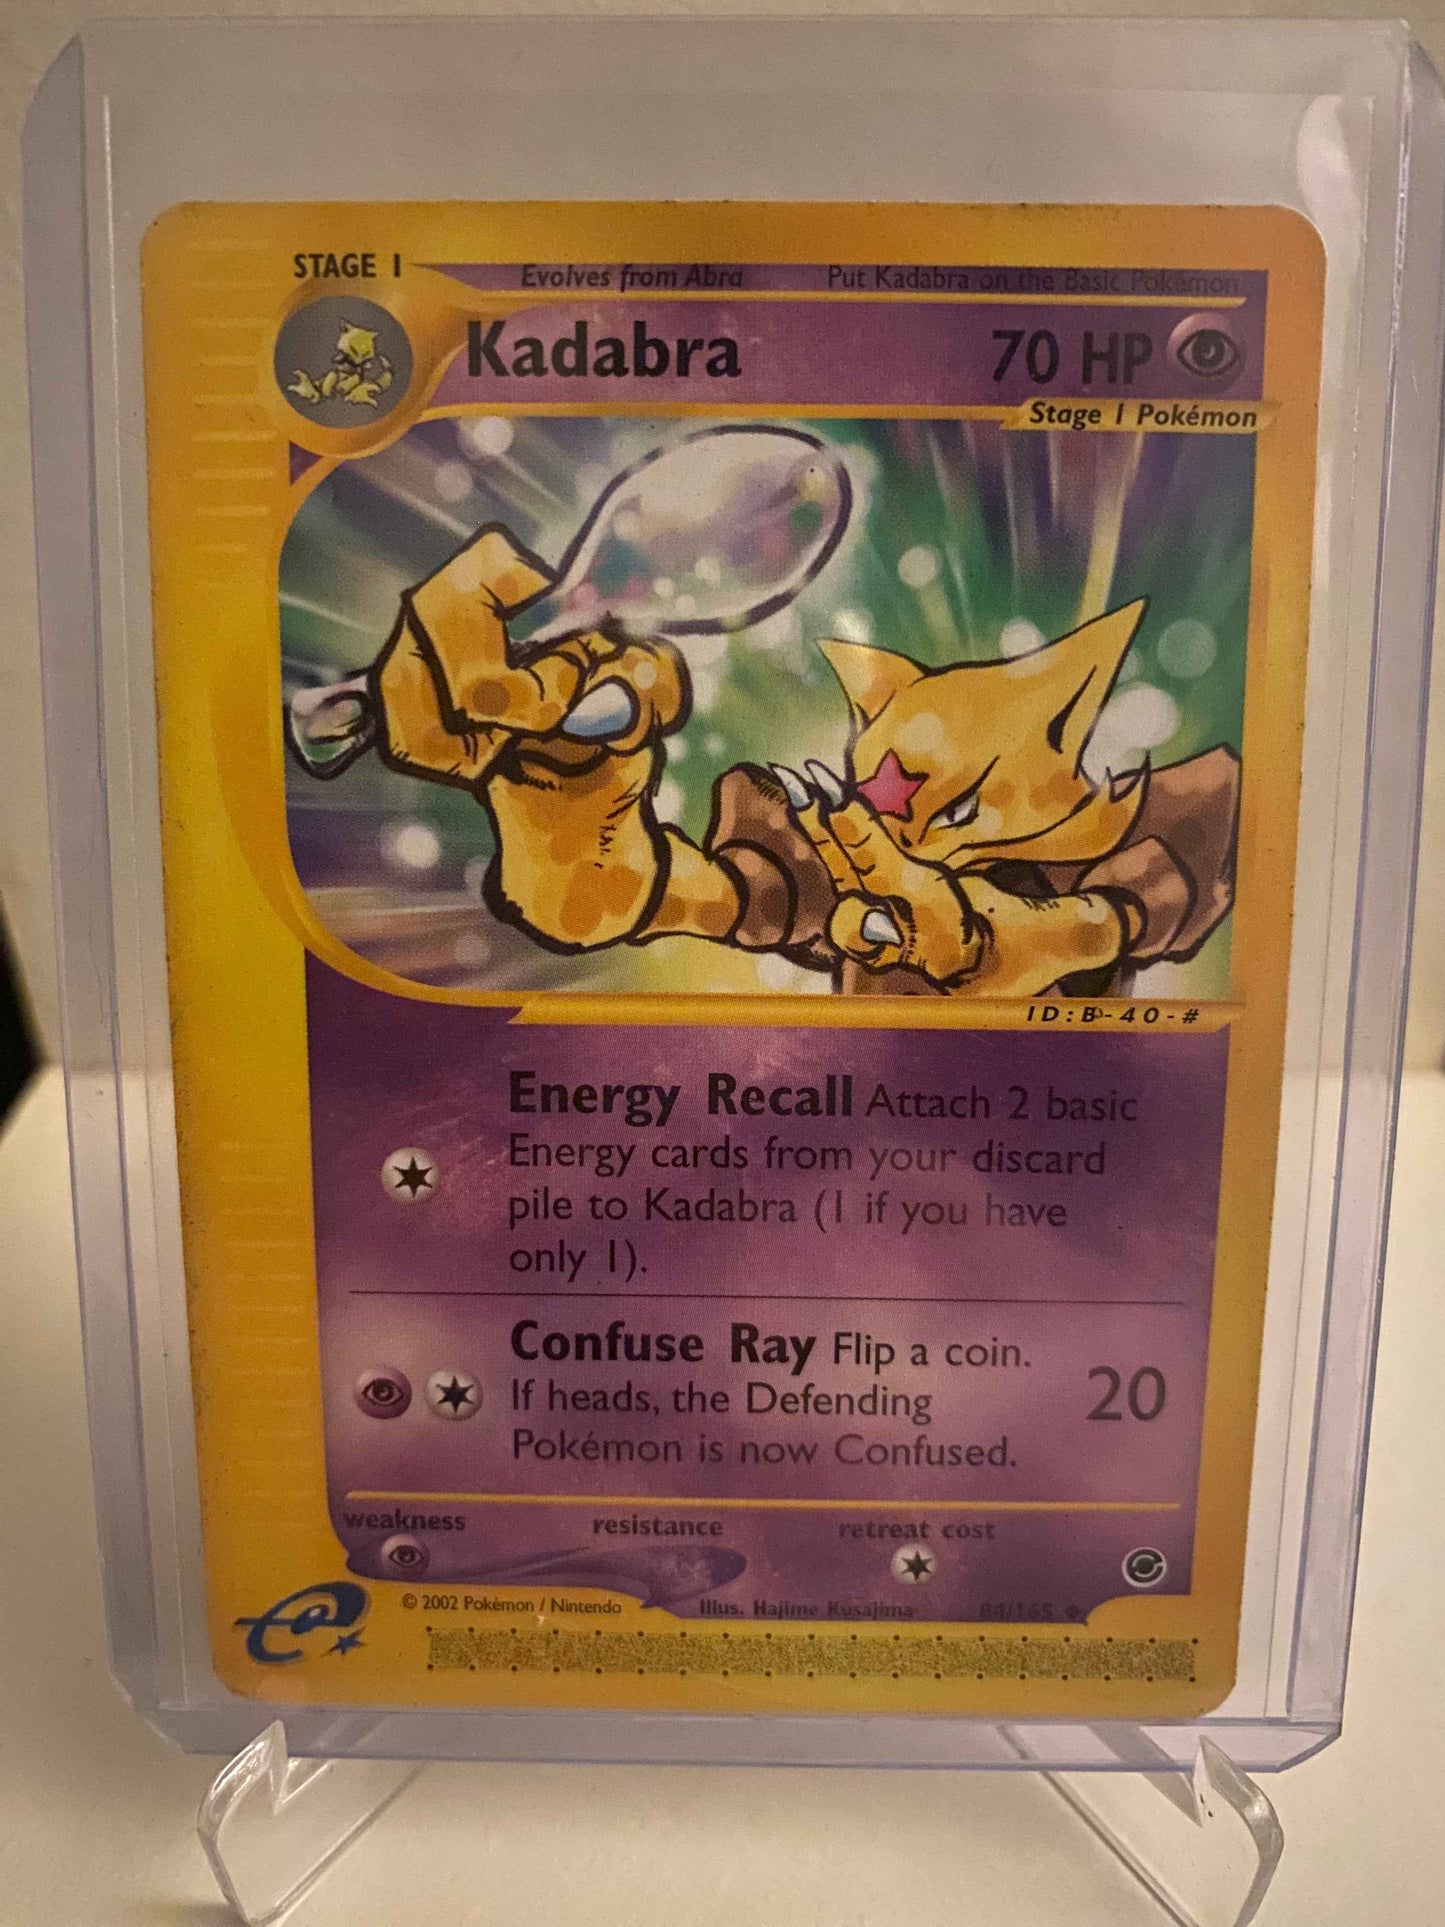 STAGE 1
Evolves from Abra Put Kadabra on the Basic Pokémon
Kadabra 70 HP
Stage 1 Pokémon
ID:B-40-#
Energy Recall Attach 2 basic
Energy cards from your discard
pile to Kadabra (1 if you have
only 1).
Confuse Ray Flip a coin.
If heads, the Defending
Pokémon is now Confused.
20
weakness resistance retreat cost
© 2002 Pokémon / Nintendo Illus. Hajime Kusajima 84/165
e